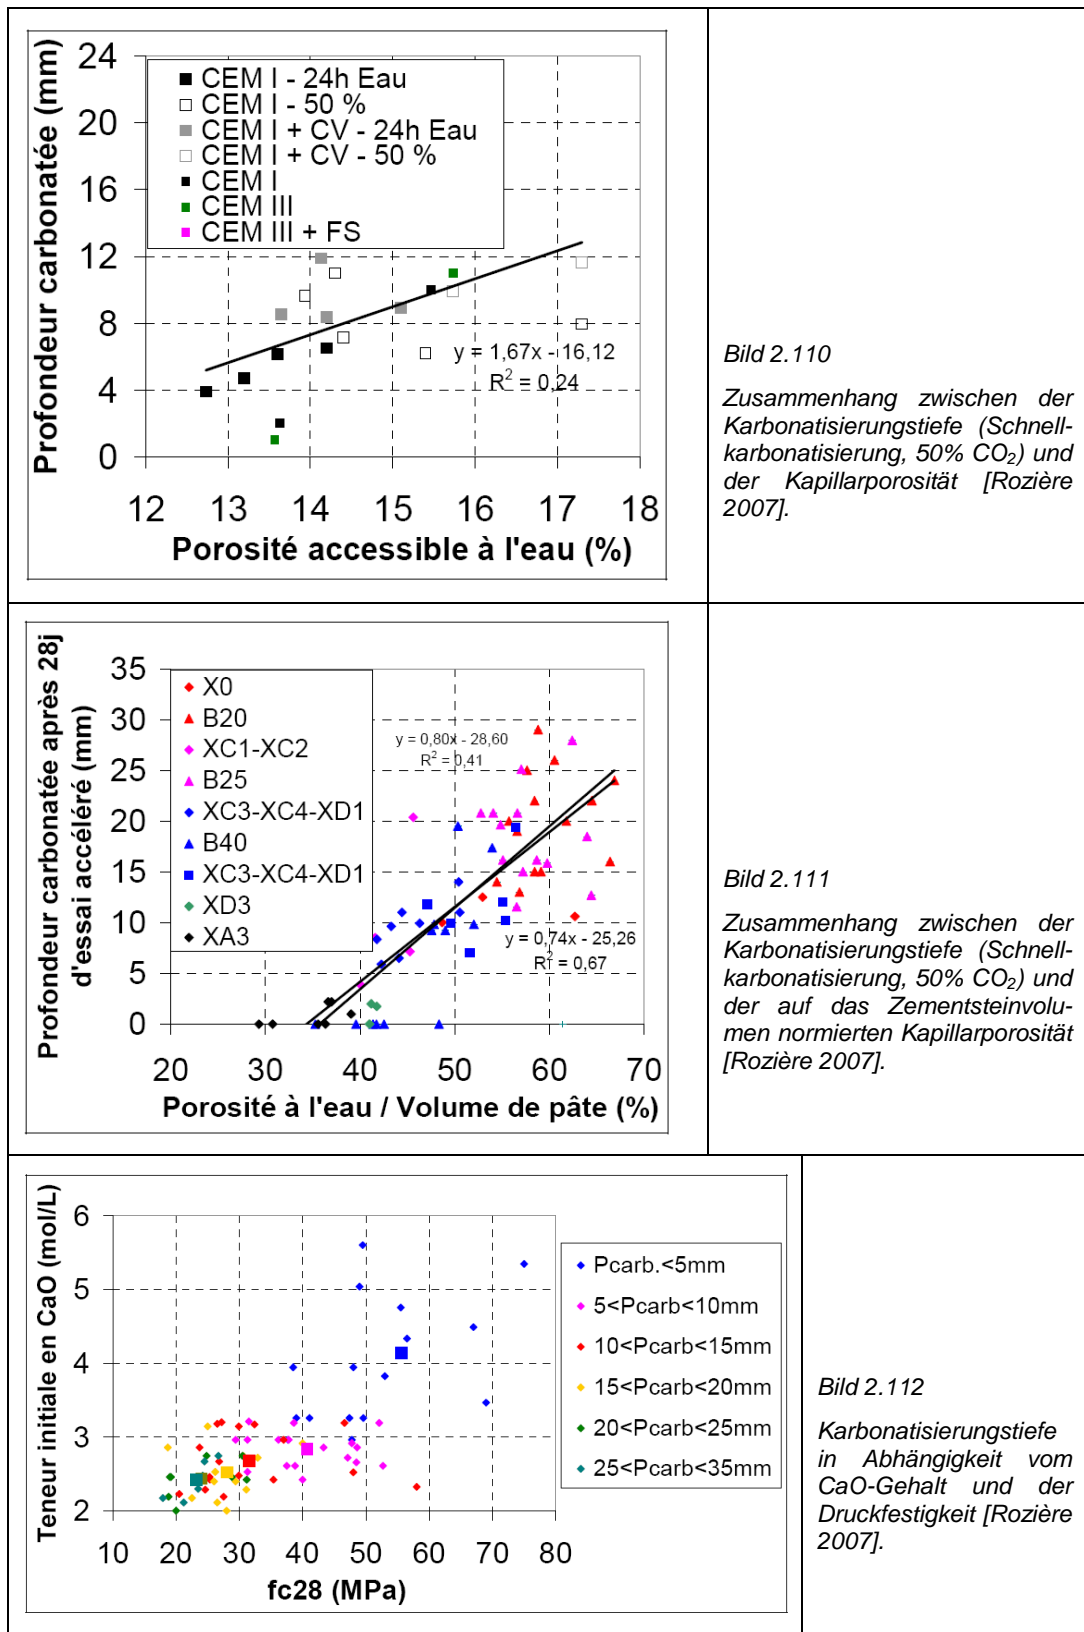 Profondeur carbonatée (mm)
24
20
16
12
8
4
0
CEM I - 24h Eau
CEM I - 50 %
CEM I + CV - 24h Eau
CEM I + CV - 50 %
CEM I
CEM III
CEM III + FS
y = 1,67x - 16,12
R² = 0,24
12 13 14 15 16 17 18
Porosité accessible à l'eau (%)
Bild 2.110
Zusammenhang zwischen der
Karbonatisierungstiefe (Schnell-
karbonatisierung, 50% CO₂) und
der Kapillarporosität [Rozière
2007].
Profondeur carbonatée après 28j
d'essai accéléré (mm)
35
30
25
20
15
10
5
0
X0
B20
XC1-XC2
B25
XC3-XC4-XD1
B40
XC3-XC4-XD1
XD3
XA3
y = 0,80x - 28,60
R² = 0,41
y = 0,74x - 25,26
R² = 0,67
20 30 40 50 60 70
Porosité à l'eau / Volume de pâte (%)
Bild 2.111
Zusammenhang zwischen der
Karbonatisierungstiefe (Schnell-
karbonatisierung, 50% CO₂) und
der auf das Zementsteinvolu-
men normierten Kapillarporosität
[Rozière 2007].
Teneur initiale en CaO (mol/L)
6
5
4
3
2
10 20 30 40 50 60 70 80
fc28 (MPa)
Pcarb.<5mm
5<Pcarb<10mm
10<Pcarb<15mm
15<Pcarb<20mm
20<Pcarb<25mm
25<Pcarb<35mm
Bild 2.112
Karbonatisierungstiefe
in Abhängigkeit vom
CaO-Gehalt und der
Druckfestigkeit [Rozière
2007].